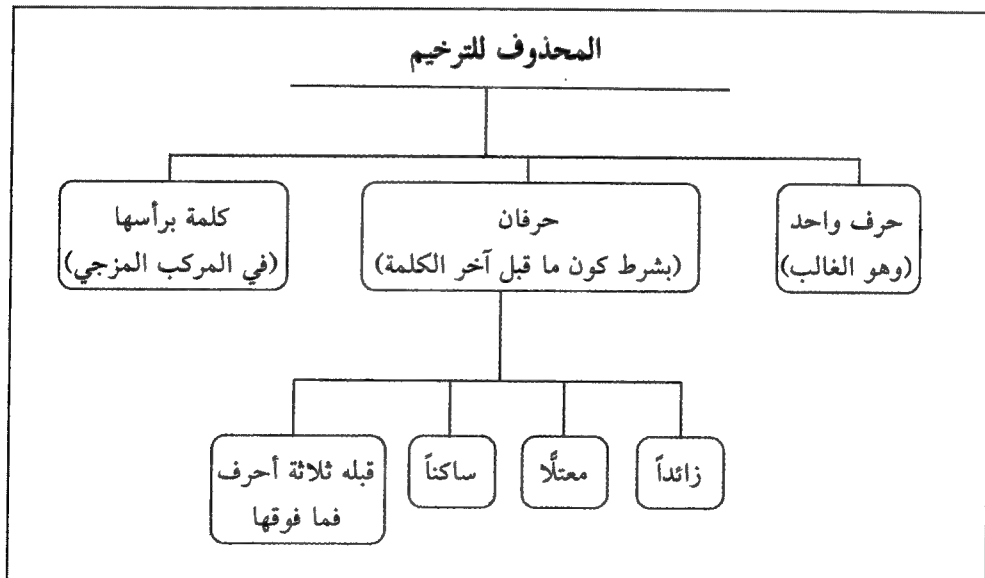 المحذوف للترخيم
حرف واحد
(وهو الغالب)
حرفان
(بشرط كون ما قبل آخر الكلمة)
كلمة برأسها
(في المركب المزجي)
زائداً
معتلًّا
ساكناً
قبله ثلاثة أحرف
فما فوقها